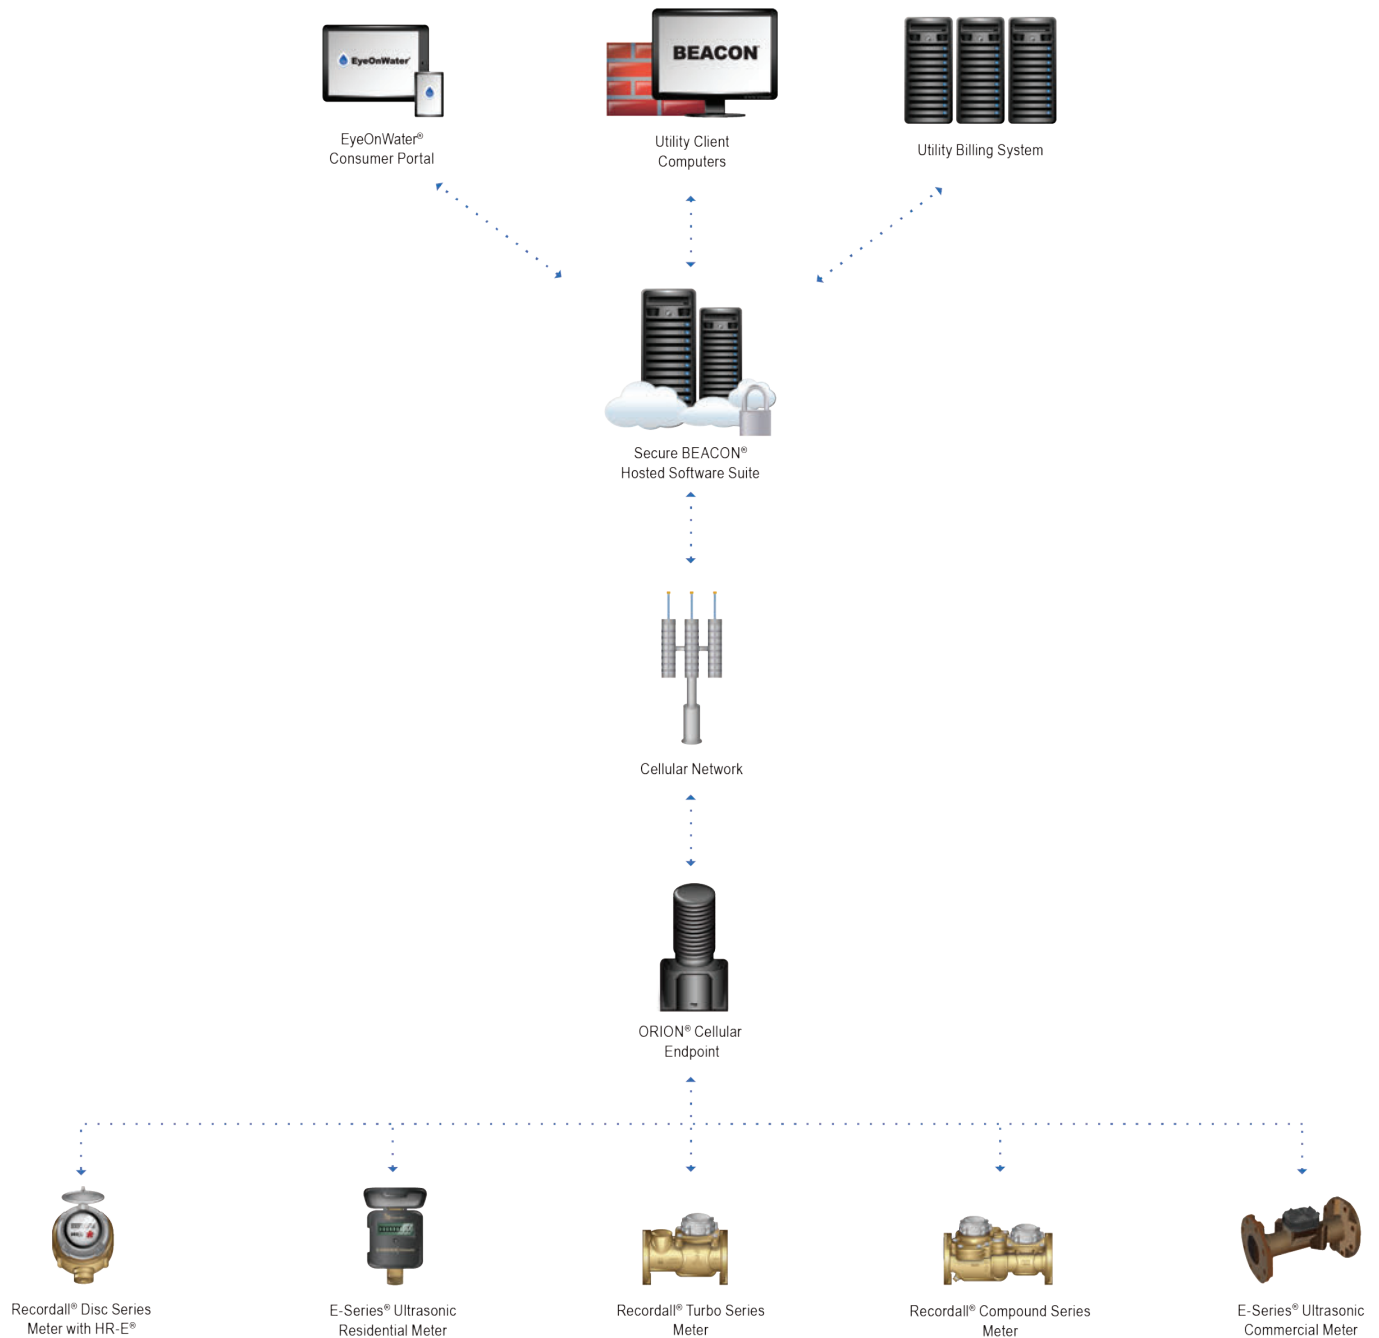 EyeOnWater®
BEACON
EyeOnWater®
Consumer Portal
Utility Client
Computers
Utility Billing System
Secure BEACON®
Hosted Software Suite
Cellular Network
ORION® Cellular
Endpoint
Recordall® Disc Series
Meter with HR-E®
E-Series® Ultrasonic
Residential Meter
Recordall® Turbo Series
Meter
Recordall® Compound Series
Meter
E-Series® Ultrasonic
Commercial Meter